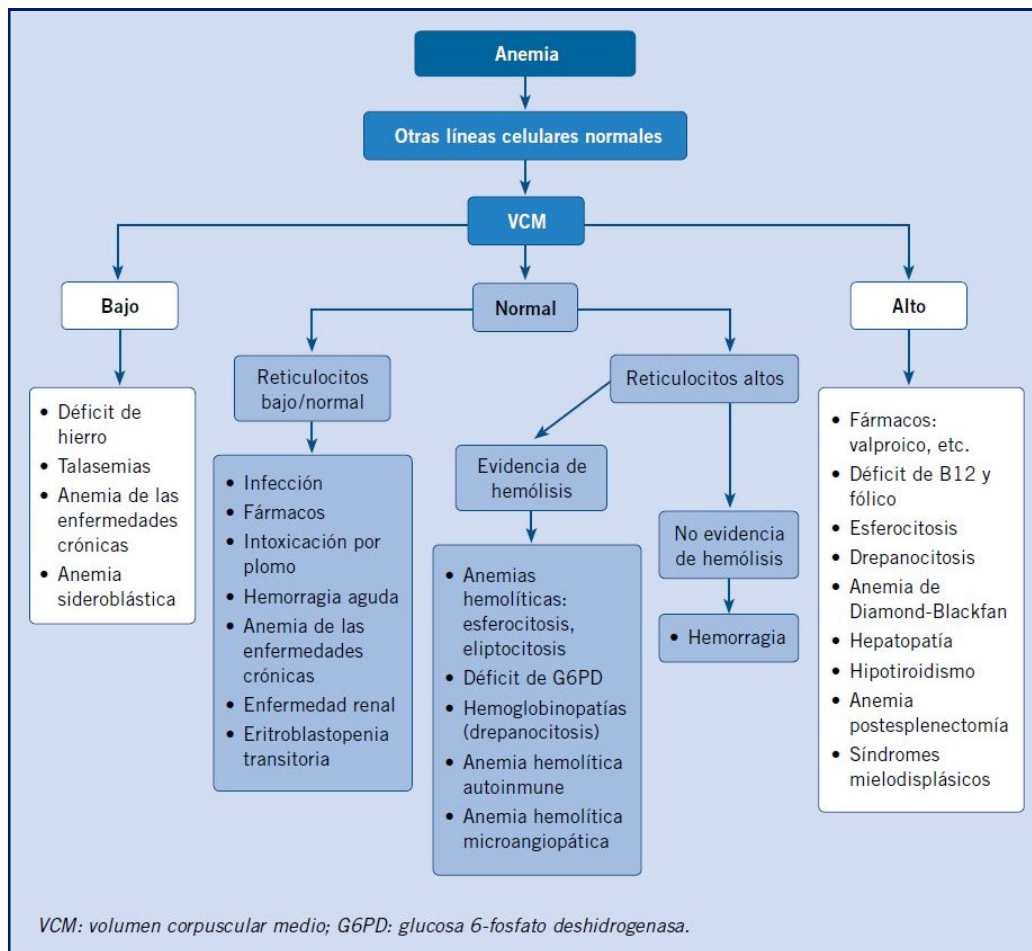 Anemia
Otras líneas celulares normales
VCM
Bajo
Normal
Alto
Reticulocitos
bajo/normal
Reticulocitos altos
• Déficit de
hierro
• Talasemias
• Anemia de las
enfermedades
crónicas
• Anemia
sideroblástica
• Infección
• Fármacos
• Intoxicación por
plomo
• Hemorragia aguda
• Anemia de las
enfermedades
crónicas
• Enfermedad renal
• Eritroblastopenia
transitoria
Evidencia de
hemólisis
• Anemias
hemolíticas:
esferocitosis,
eliptocitosis
• Déficit de G6PD
• Hemoglobinopatías
(drepanocitosis)
• Anemia hemolítica
autoinmune
• Anemia hemolítica
microangiopática
No evidencia
de hemólisis
• Hemorragia
• Fármacos:
valproico, etc.
• Déficit de B12 y
fólico
• Esferocitosis
• Drepanocitosis
• Anemia de
Diamond-Blackfan
• Hepatopatía
• Hipotiroidismo
• Anemia
postesplenectomía
• Síndromes
mielodisplásicos
VCM: volumen corpuscular medio; G6PD: glucosa 6-fosfato deshidrogenasa.